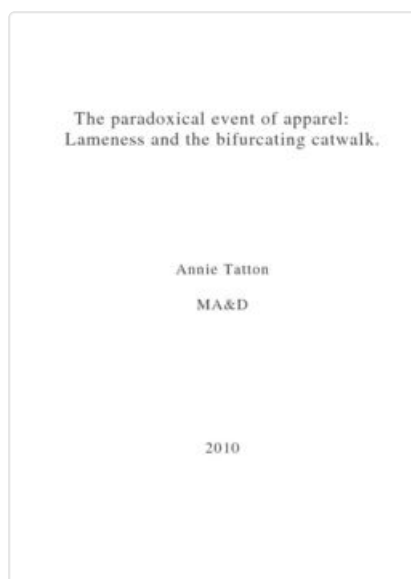 The paradoxical event of apparel:
Lameness and the bifurcating catwalk.
Annie Tatton
MA&D
2010